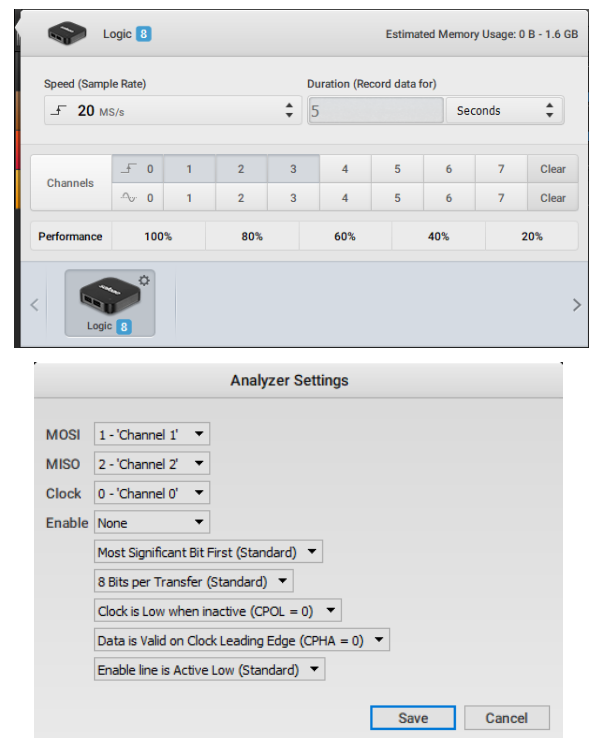 Logic 8
Estimated Memory Usage: 0 B - 1.6 GB
Speed (Sample Rate)
Duration (Record data for)
20 MS/s
5
Seconds
Channels
0 1 2 3 4 5 6 7 Clear
0 1 2 3 4 5 6 7 Clear
Performance 100% 80% 60% 40% 20%
saleae
Logic 8
Analyzer Settings
MOSI 1 - 'Channel 1'
MISO 2 - 'Channel 2'
Clock 0 - 'Channel 0'
Enable None
Most Significant Bit First (Standard)
8 Bits per Transfer (Standard)
Clock is Low when inactive (CPOL = 0)
Data is Valid on Clock Leading Edge (CPHA = 0)
Enable line is Active Low (Standard)
Save Cancel